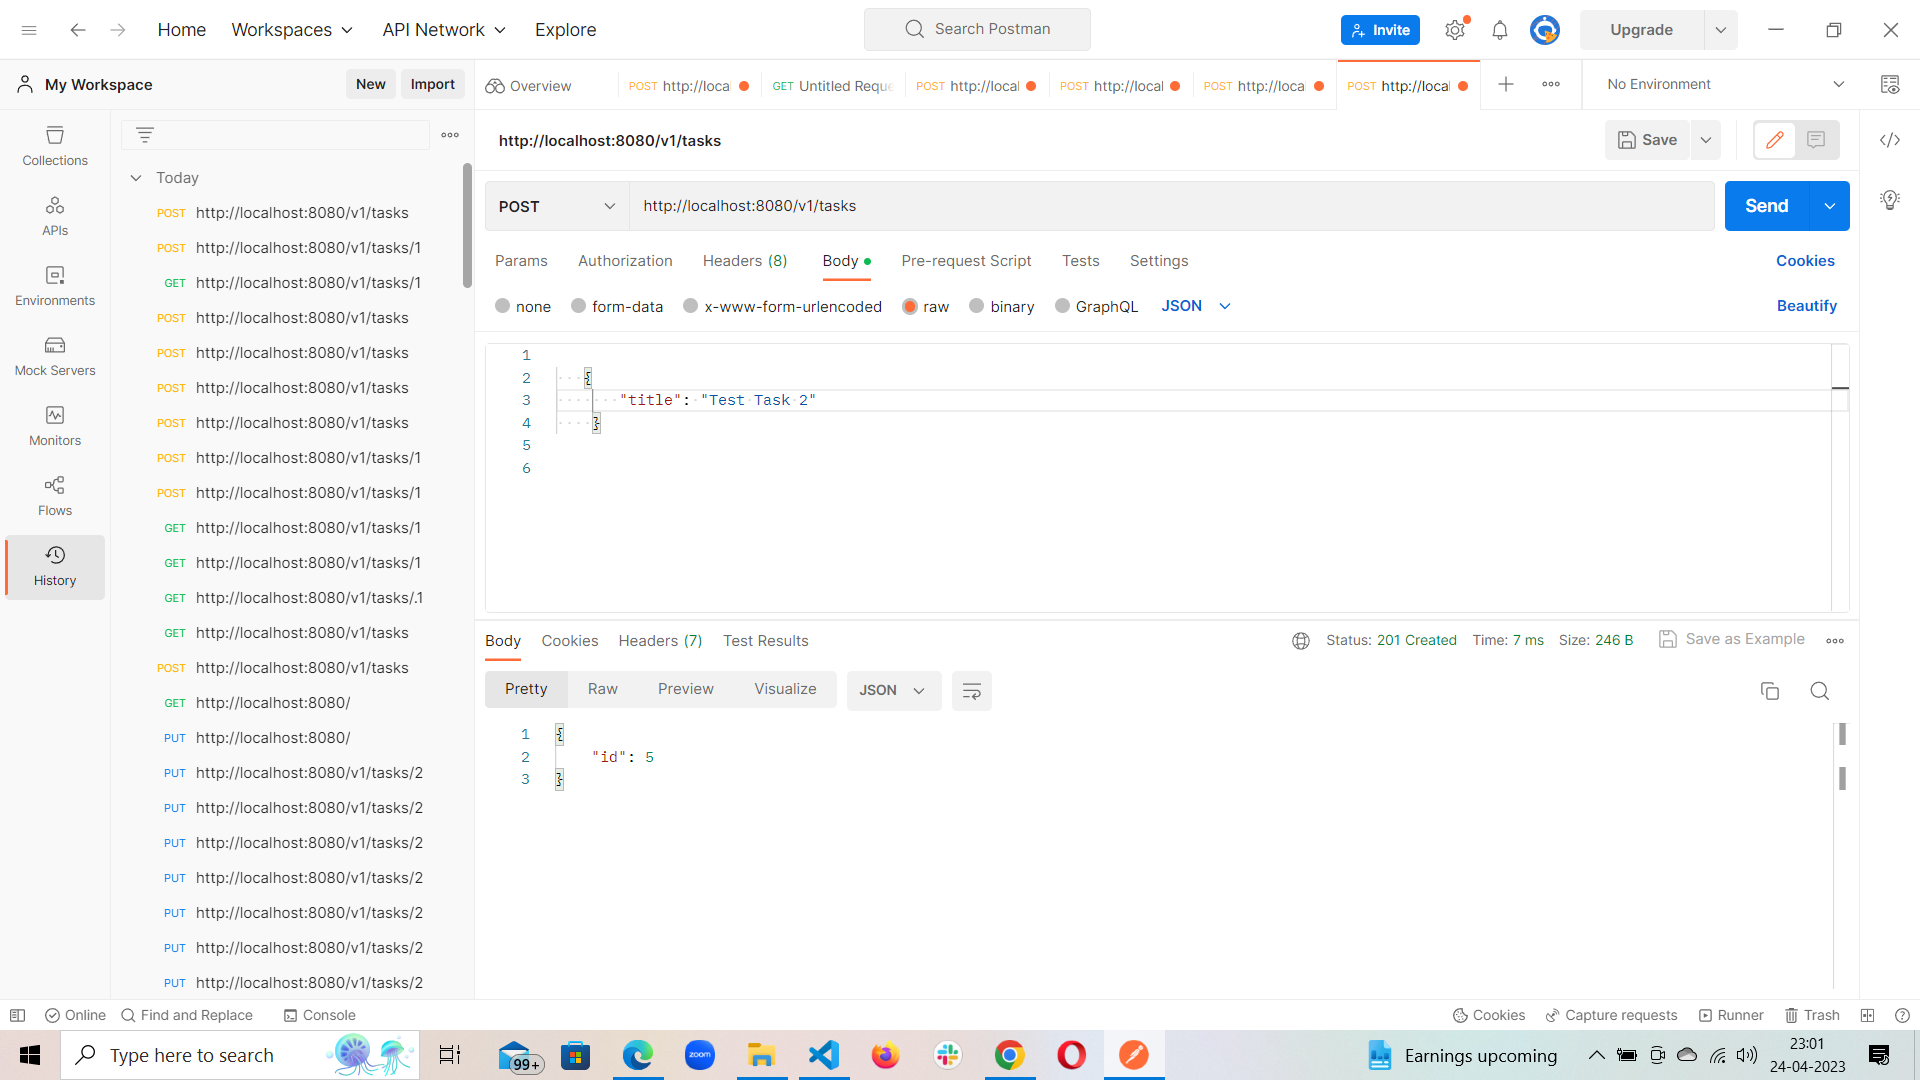 Home Workspaces API Network Explore Search Postman Invite Upgrade
My Workspace New Import Overview POST http://local GET Untitled Reque POST http://local POST http://local POST http://loca POST http://local No Environment
Collections
APIs
Environments
Mock Servers
Monitors
Flows
History
Today
POST http://localhost:8080/v1/tasks
POST http://localhost:8080/v1/tasks/1
GET http://localhost:8080/v1/tasks/1
POST http://localhost:8080/v1/tasks
POST http://localhost:8080/v1/tasks
POST http://localhost:8080/v1/tasks
POST http://localhost:8080/v1/tasks
POST http://localhost:8080/v1/tasks/1
POST http://localhost:8080/v1/tasks/1
GET http://localhost:8080/v1/tasks/1
GET http://localhost:8080/v1/tasks/1
GET http://localhost:8080/v1/tasks/.1
GET http://localhost:8080/v1/tasks
POST http://localhost:8080/v1/tasks
GET http://localhost:8080/
PUT http://localhost:8080/
PUT http://localhost:8080/v1/tasks/2
PUT http://localhost:8080/v1/tasks/2
PUT http://localhost:8080/v1/tasks/2
PUT http://localhost:8080/v1/tasks/2
PUT http://localhost:8080/v1/tasks/2
PUT http://localhost:8080/v1/tasks/2
PUT http://localhost:8080/v1/tasks/2
http://localhost:8080/v1/tasks Save
POST http://localhost:8080/v1/tasks Send
Params Authorization Headers (8) Body Pre-request Script Tests Settings Cookies
none form-data x-www-form-urlencoded raw binary GraphQL JSON Beautify
1
2 {
3 "title": "Test Task 2"
4 }
5
6
Body Cookies Headers (7) Test Results Status: 201 Created Time: 7 ms Size: 246 B Save as Example
Pretty Raw Preview Visualize JSON
1 {
2 "id": 5
3 }
Online Find and Replace Console Cookies Capture requests Runner Trash
Type here to search 99+ zoom Earnings upcoming 23:01
24-04-2023